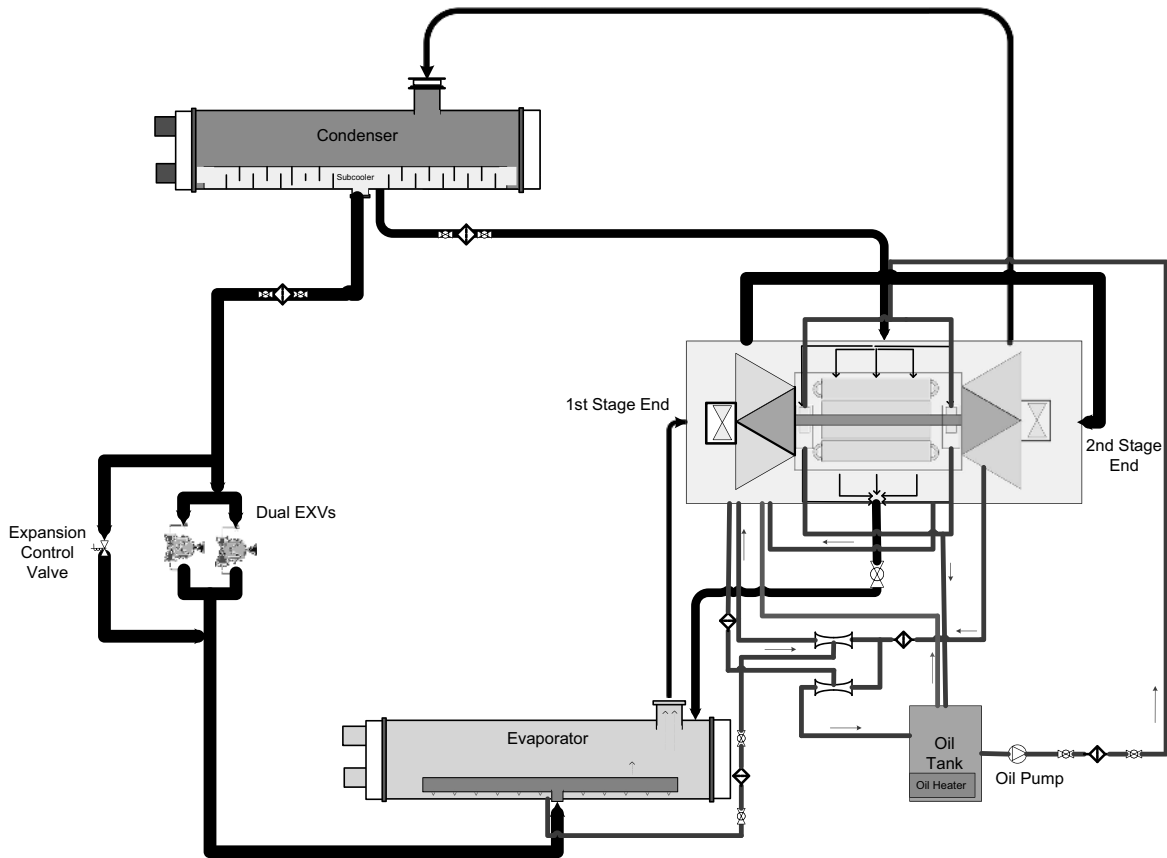 Condenser
Subcooler
1st Stage End
2nd Stage
End
Dual EXVs
Expansion
Control
Valve
Evaporator
Oil
Tank
Oil Heater
Oil Pump